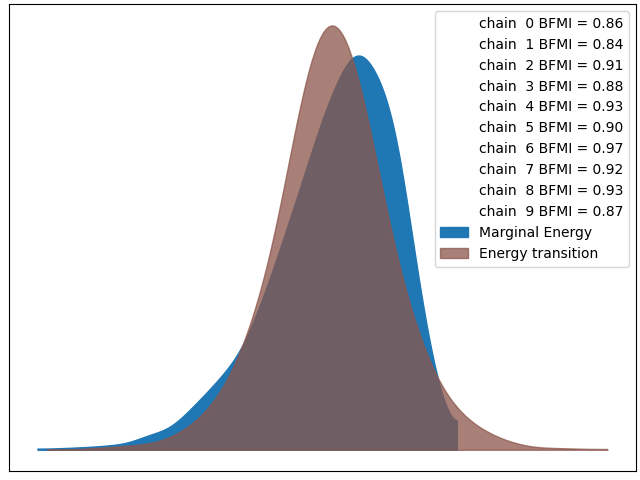 chain  0 BFMI = 0.86
chain  1 BFMI = 0.84
chain  2 BFMI = 0.91
chain  3 BFMI = 0.88
chain  4 BFMI = 0.93
chain  5 BFMI = 0.90
chain  6 BFMI = 0.97
chain  7 BFMI = 0.92
chain  8 BFMI = 0.93
chain  9 BFMI = 0.87
Marginal Energy
Energy transition